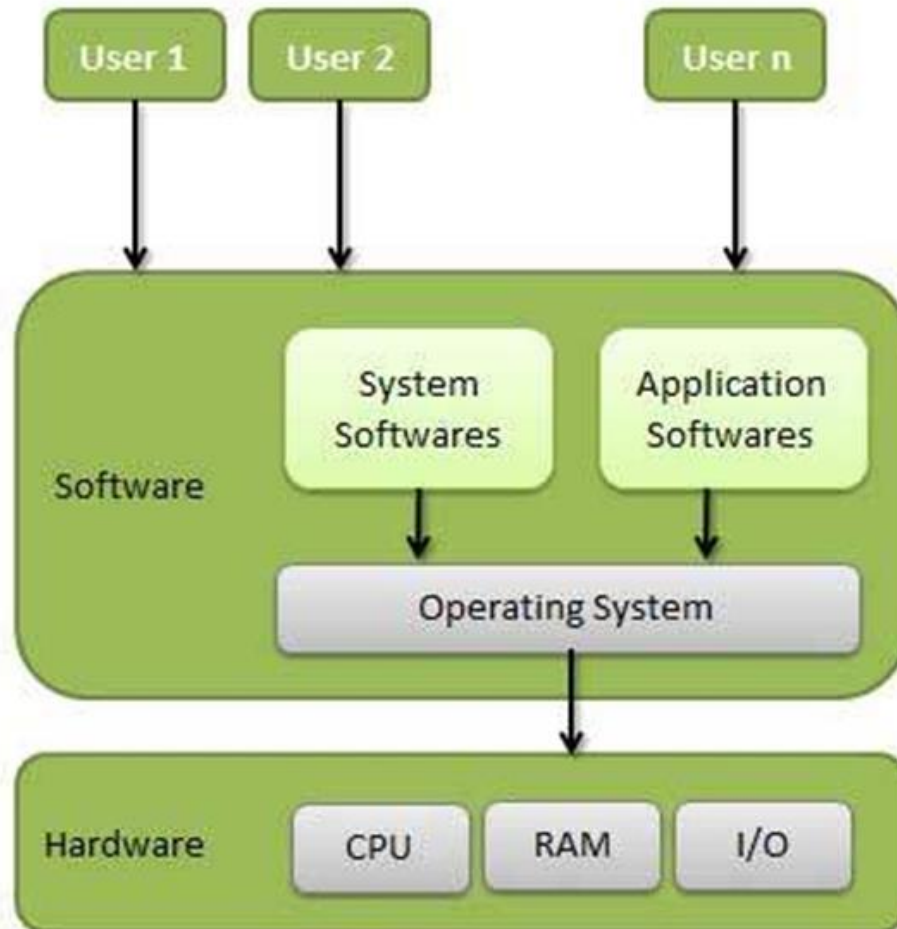 User 1
User 2
User n
System
Softwares
Application
Softwares
Software
Operating System
Hardware
CPU
RAM
I/O